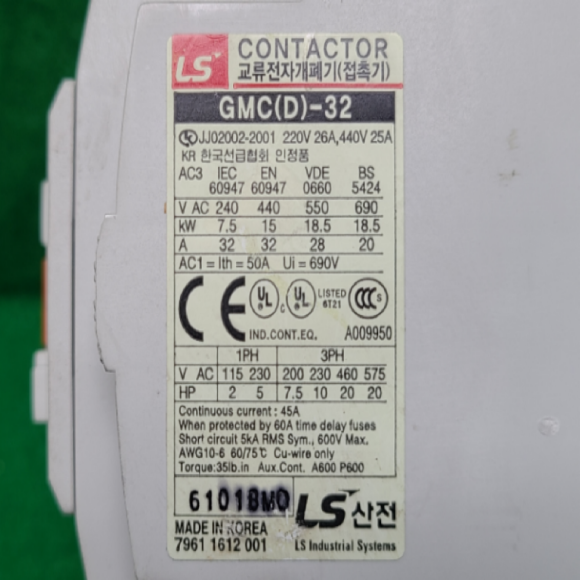 LS CONTACTOR
교류전자개폐기(접촉기)
GMC(D)-32
JJ02002-2001 220V 26A,440V 25A
KR 한국선급협회 인정품
AC3 IEC EN VDE BS
60947 60947 0660 5424
V AC 240 440 550 690
kW 7.5 15 18.5 18.5
A 32 32 28 20
AC1=Ith=50A Ui=690V
CE UL c UL LISTED CCC S
6T21
IND.CONT.EQ. A009950
1PH 3PH
V AC 115 230 200 230 460 575
HP 2 5 7.5 10 20 20
Continuous current : 45A
When protected by 60A time delay fuses
Short circuit 5kA RMS Sym., 600V Max.
AWG10-6 60/75℃ Cu-wire only
Torque:35lb.in Aux.Cont. A600 P600
LS산전
MADE IN KOREA
7961 1612 001 LS Industrial Systems